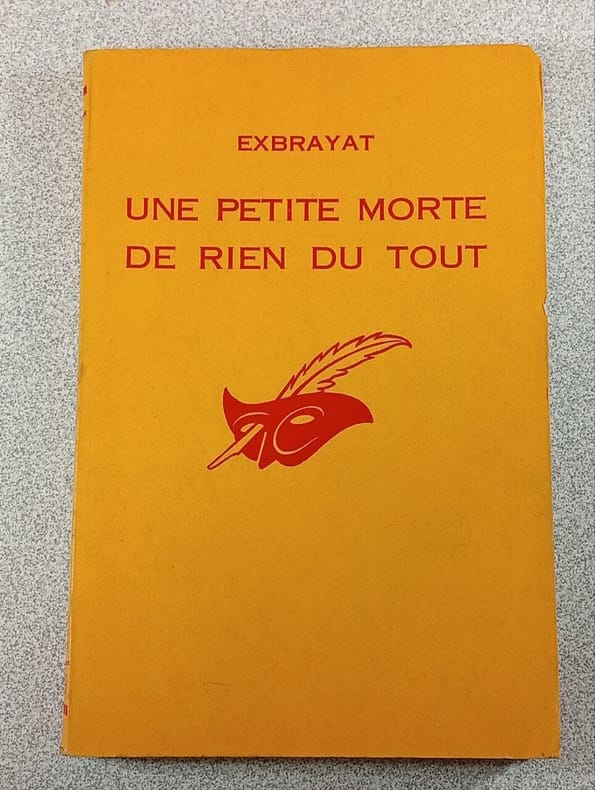 EXBRAYAT
UNE PETITE MORTE
DE RIEN DU TOUT